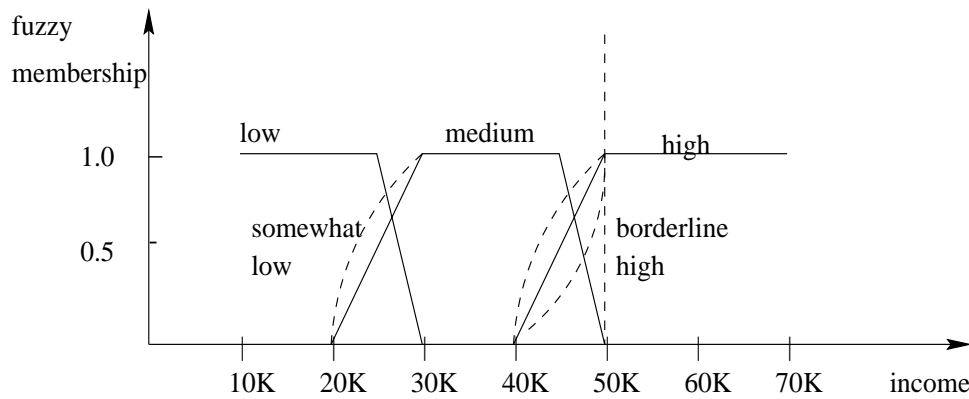 fuzzy
membership
low
medium
high
1.0
somewhat
low
borderline
high
0.5
10K 20K 30K 40K 50K 60K 70K income